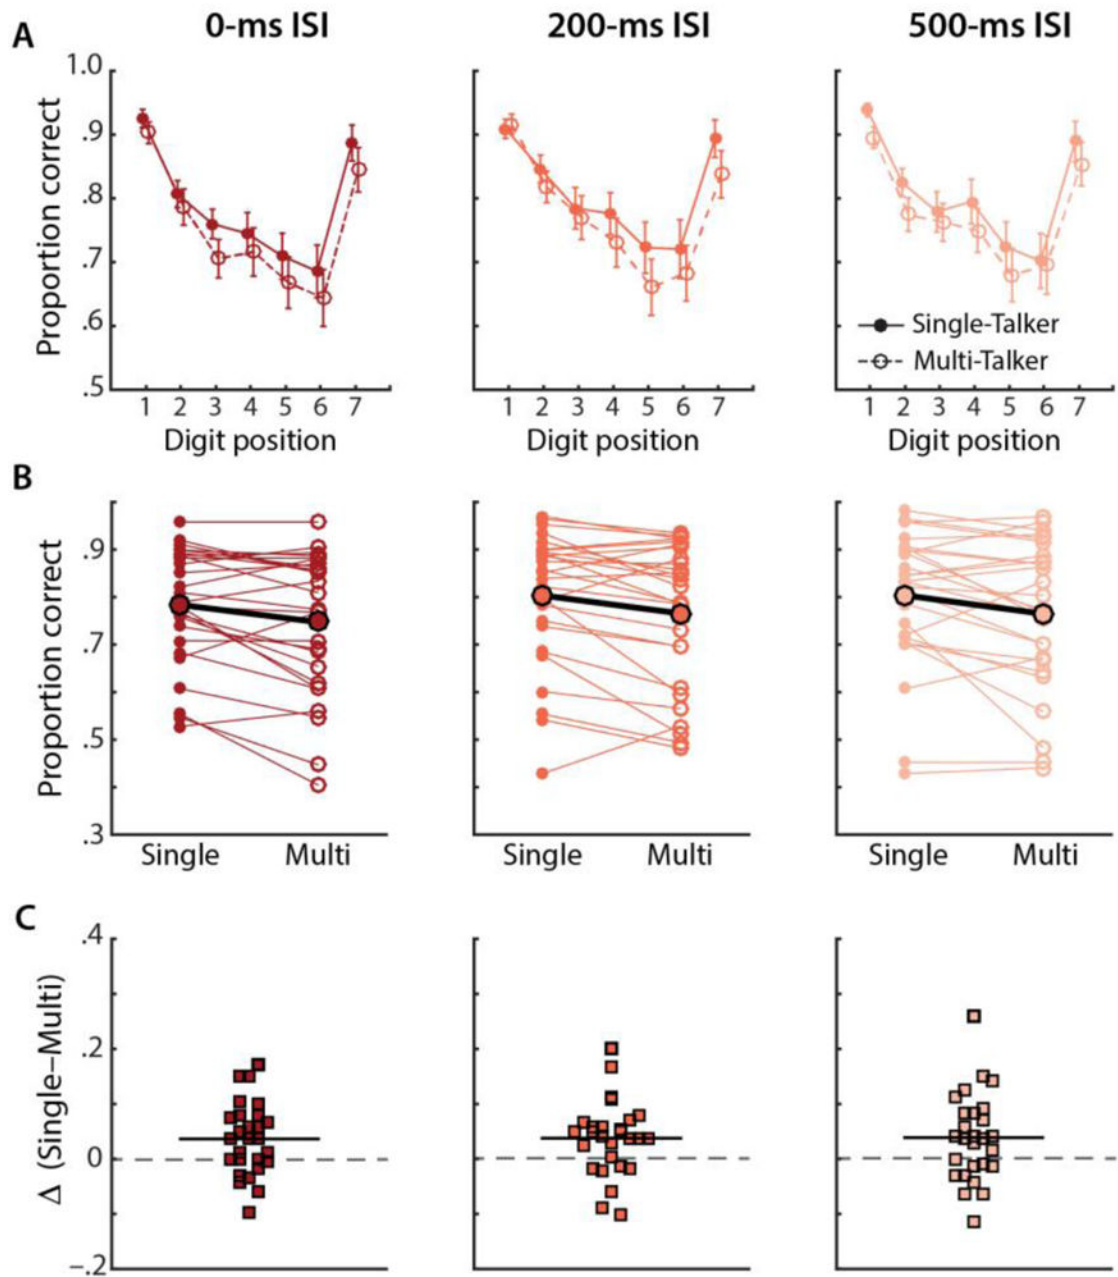 A
0-ms ISI
200-ms ISI
500-ms ISI
Proportion correct
1.0
.9
.8
.7
.6
.5
1 2 3 4 5 6 7
1 2 3 4 5 6 7
1 2 3 4 5 6 7
Digit position
Digit position
Digit position
Single-Talker
Multi-Talker
B
Proportion correct
.9
.7
.5
.3
Single Multi
Single Multi
Single Multi
C
Δ (Single–Multi)
.4
.2
0
–.2